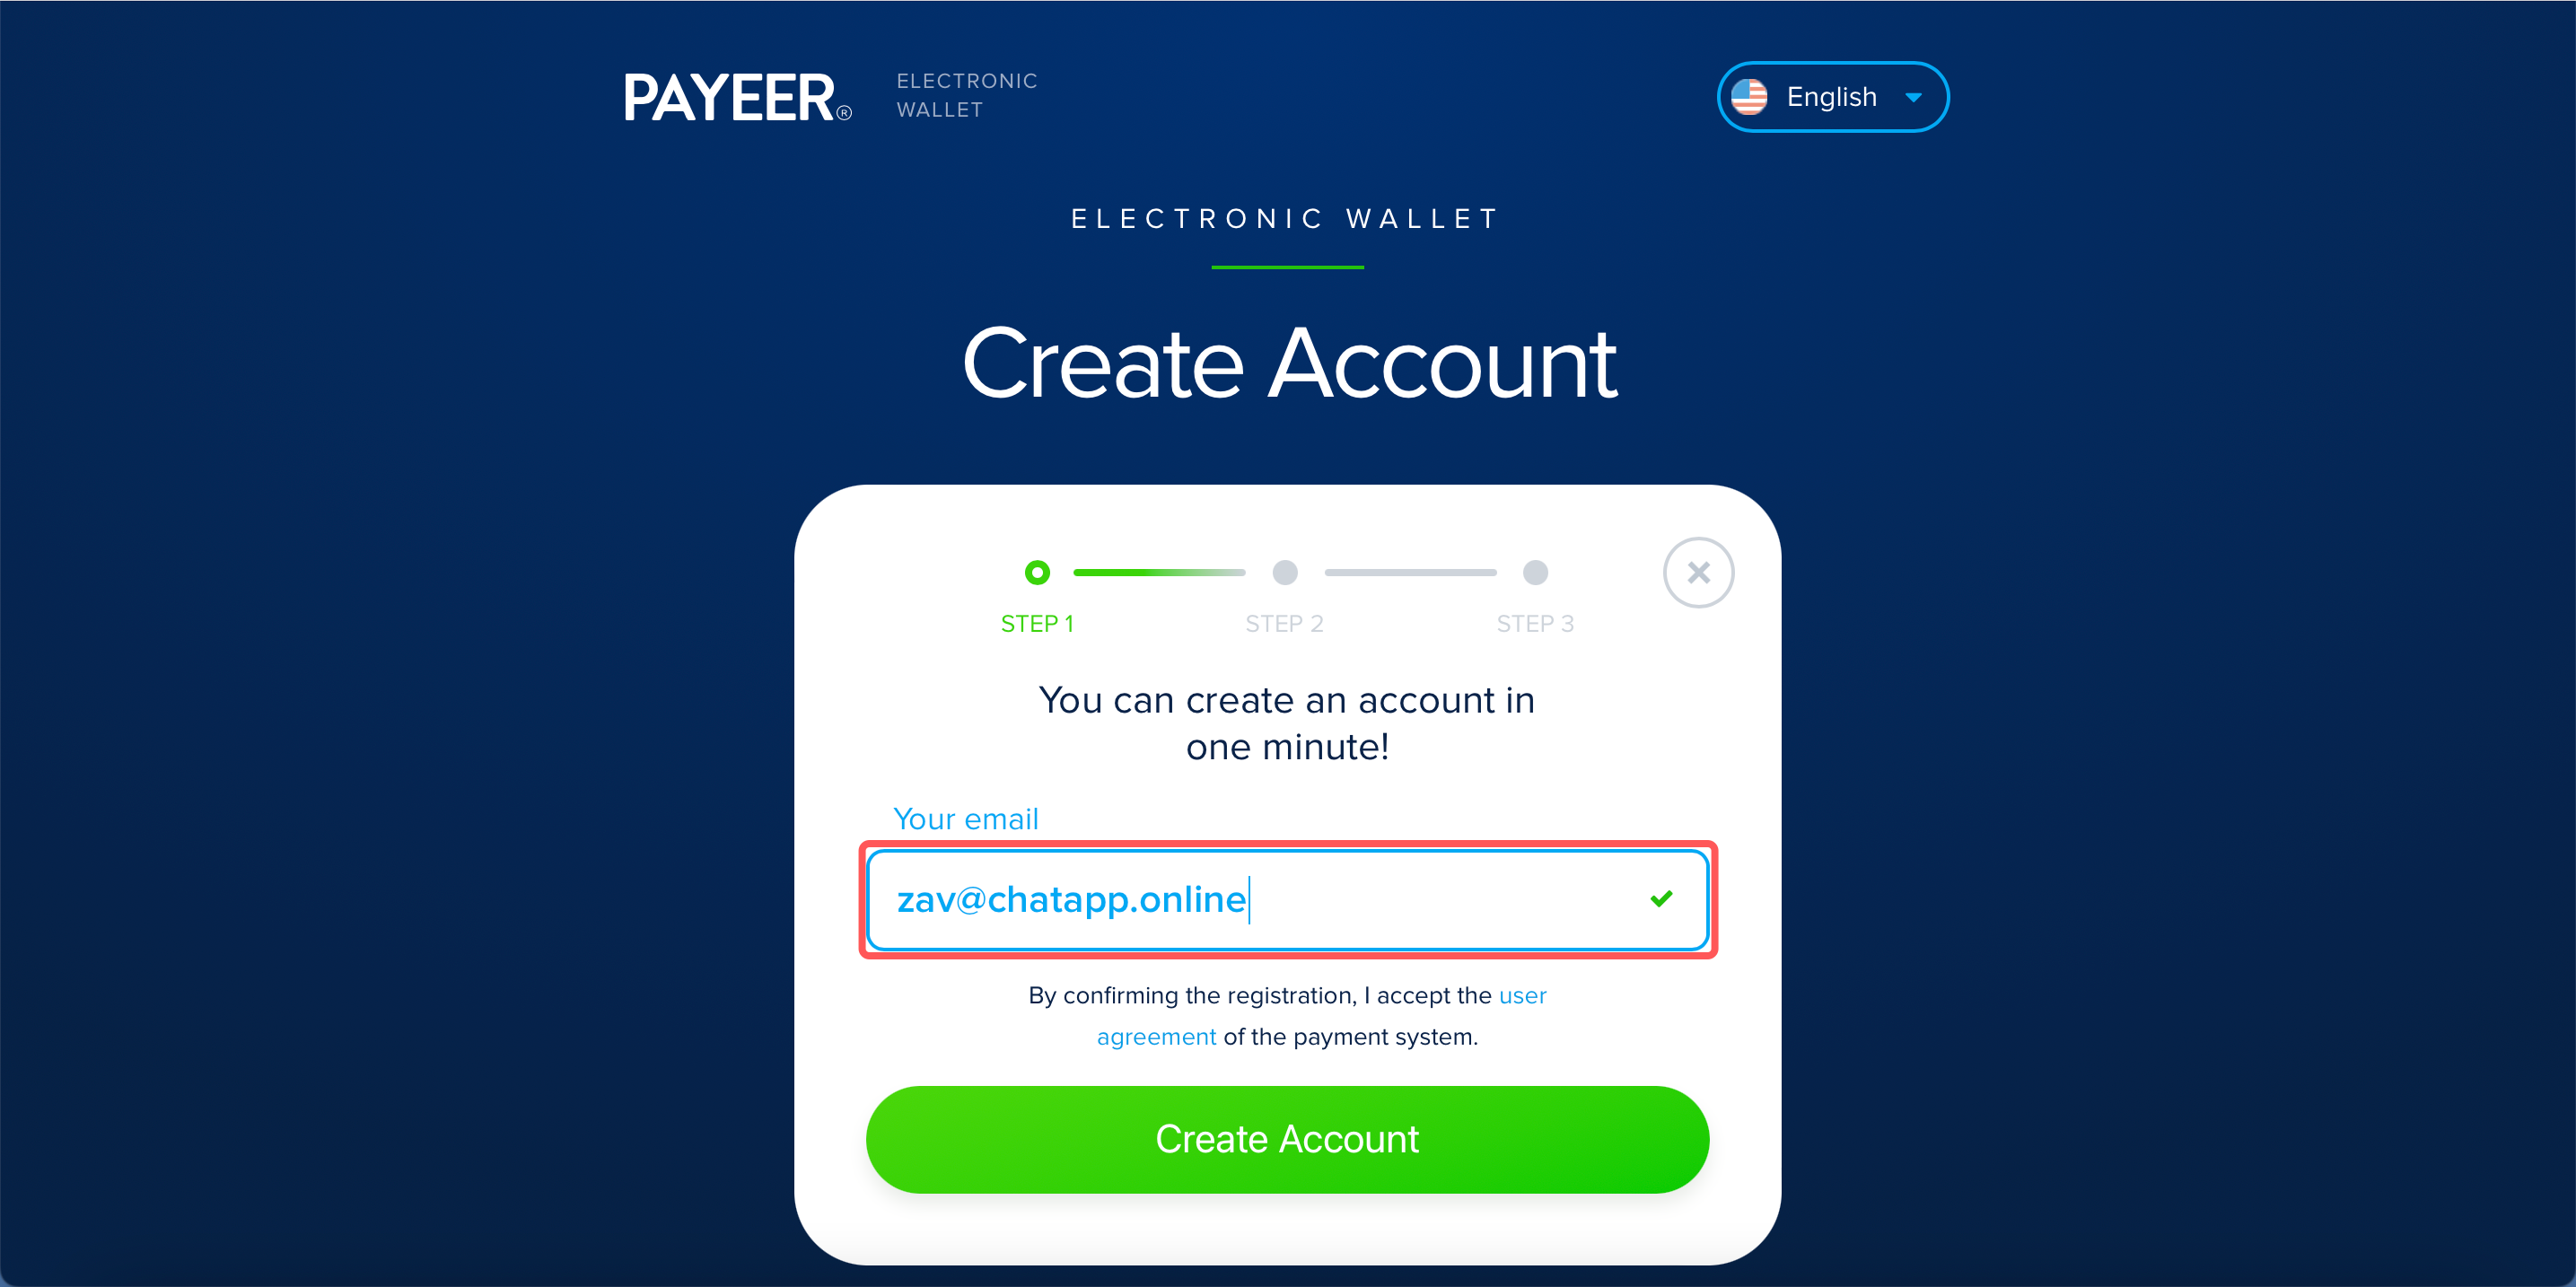 PAYEER®
ELECTRONIC
WALLET
English
ELECTRONIC WALLET
Create Account
STEP 1
STEP 2
STEP 3
You can create an account in
one minute!
Your email
zav@chatapp.online
By confirming the registration, I accept the user
agreement of the payment system.
Create Account